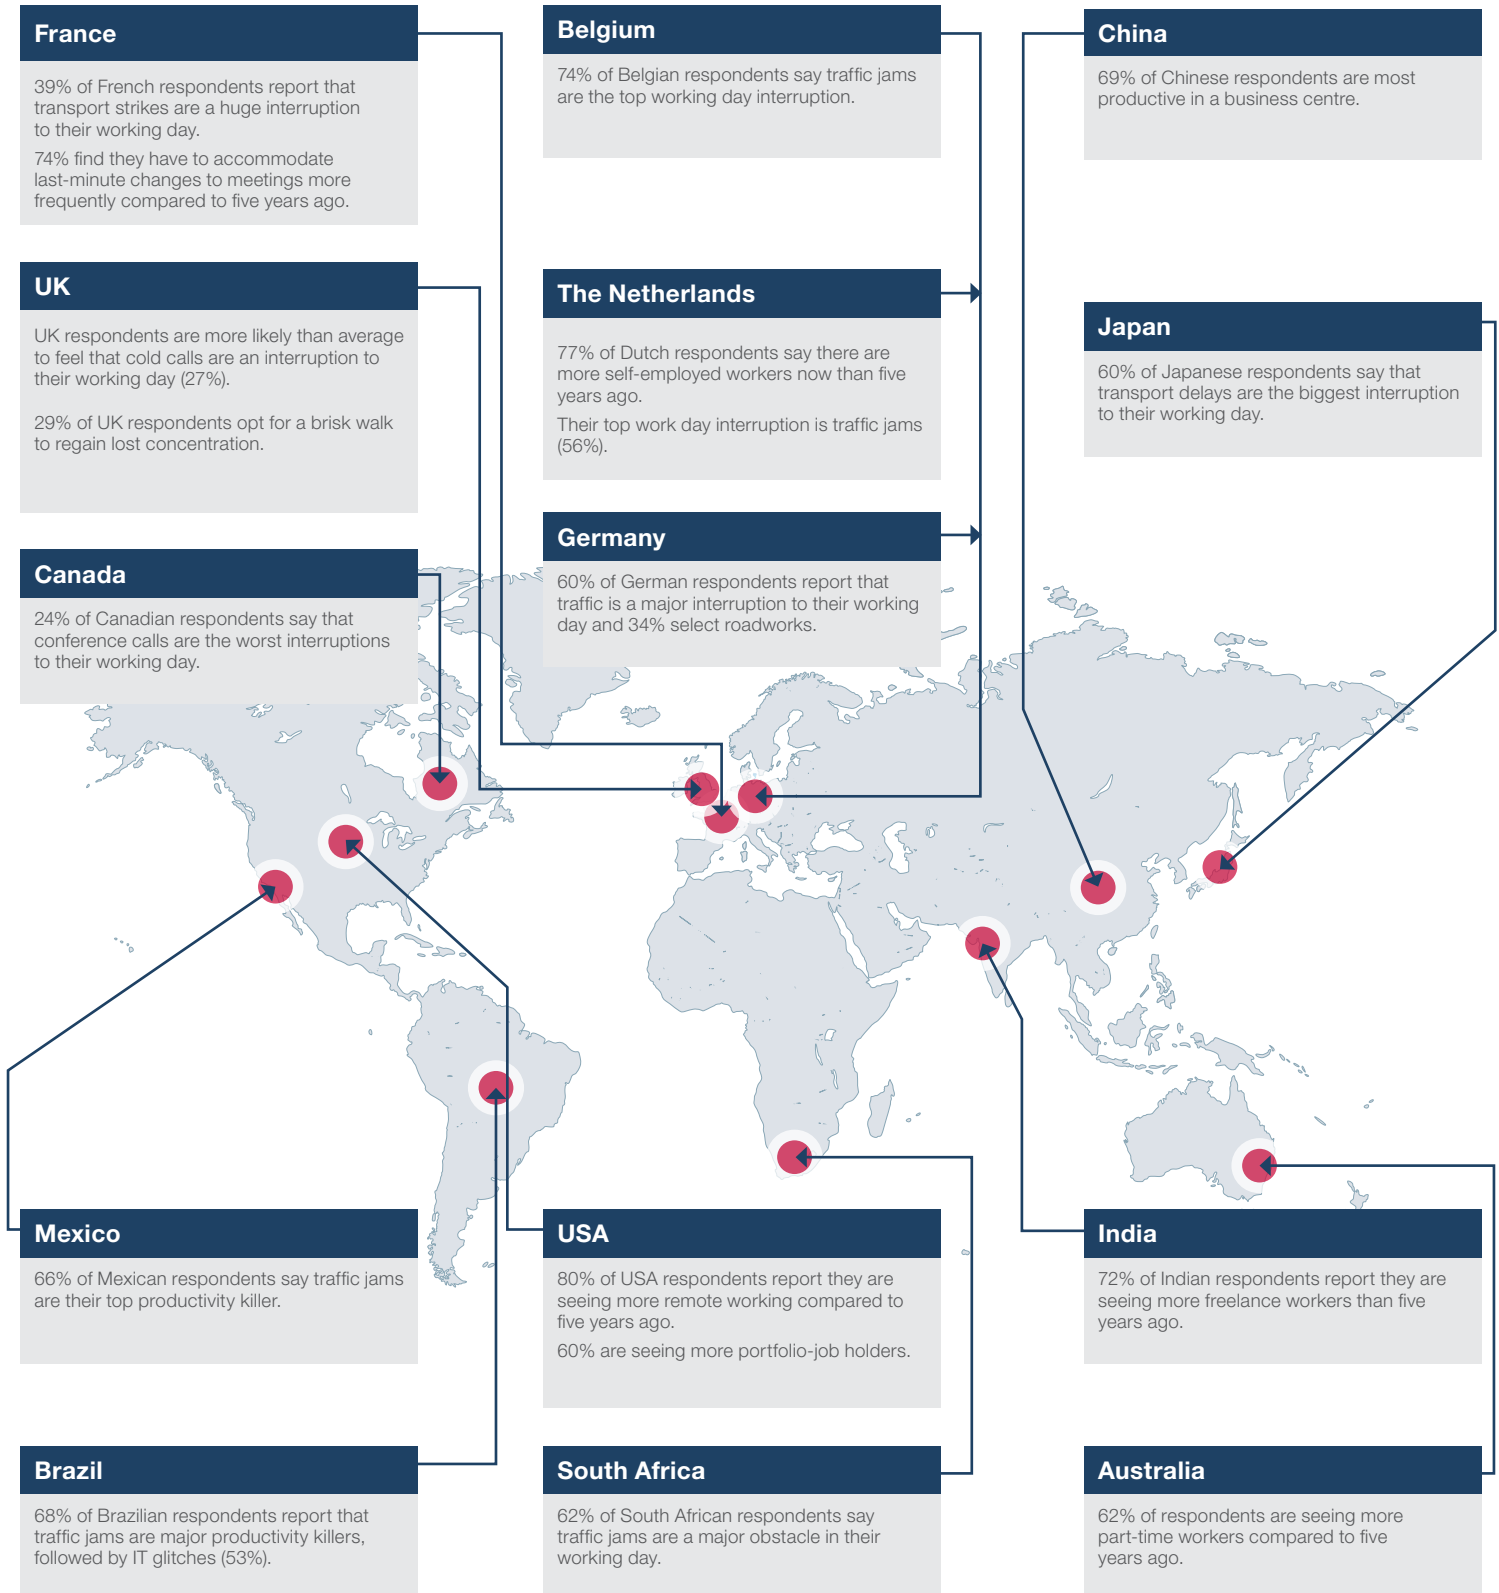 France
39% of French respondents report that
transport strikes are a huge interruption
to their working day.
74% find they have to accommodate
last-minute changes to meetings more
frequently compared to five years ago.
Belgium
74% of Belgian respondents say traffic jams
are the top working day interruption.
China
69% of Chinese respondents are most
productive in a business centre.
UK
UK respondents are more likely than average
to feel that cold calls are an interruption to
their working day (27%).
29% of UK respondents opt for a brisk walk
to regain lost concentration.
The Netherlands
77% of Dutch respondents say there are
more self-employed workers now than five
years ago.
Their top work day interruption is traffic jams
(56%).
Japan
60% of Japanese respondents say that
transport delays are the biggest interruption
to their working day.
Canada
24% of Canadian respondents say that
conference calls are the worst interruptions
to their working day.
Germany
60% of German respondents report that
traffic is a major interruption to their working
day and 34% select roadworks.
Mexico
66% of Mexican respondents say traffic jams
are their top productivity killer.
USA
80% of USA respondents report they are
seeing more remote working compared to
five years ago.
60% are seeing more portfolio-job holders.
India
72% of Indian respondents report they are
seeing more freelance workers than five
years ago.
Brazil
68% of Brazilian respondents report that
traffic jams are major productivity killers,
followed by IT glitches (53%).
South Africa
62% of South African respondents say
traffic jams are a major obstacle in their
working day.
Australia
62% of respondents are seeing more
part-time workers compared to five
years ago.